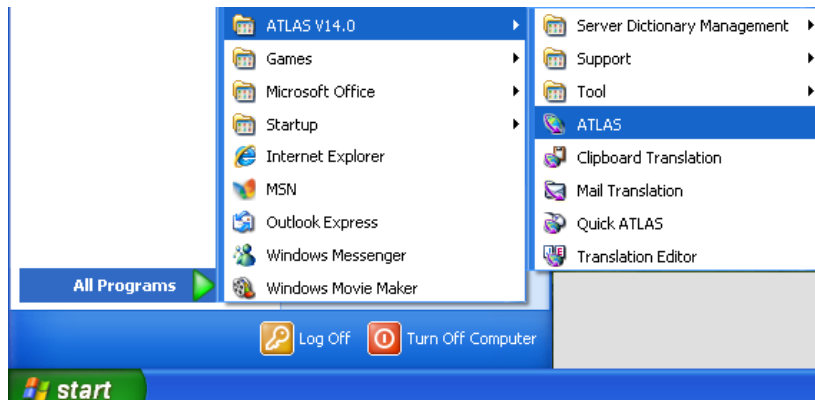 ATLAS V14.0
Games
Microsoft Office
Startup
Internet Explorer
MSN
Outlook Express
Windows Messenger
Windows Movie Maker
Server Dictionary Management
Support
Tool
ATLAS
Clipboard Translation
Mail Translation
Quick ATLAS
Translation Editor
All Programs
Log Off
Turn Off Computer
start